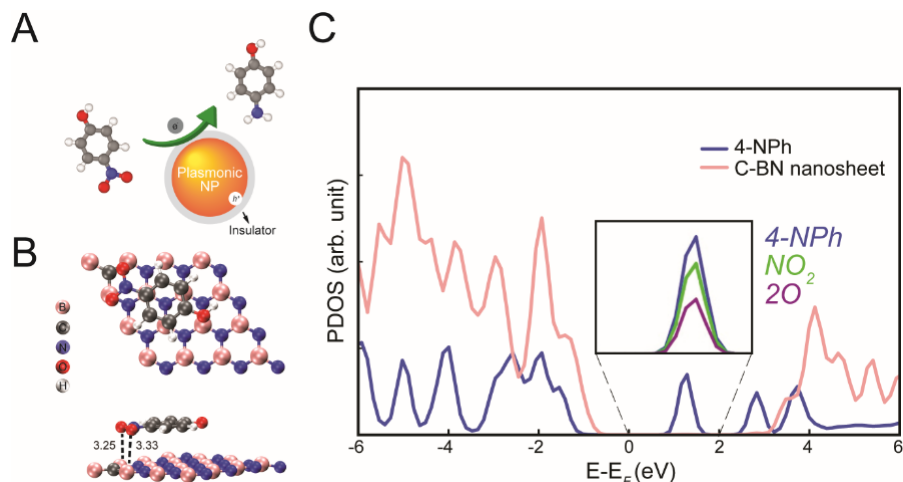 A
e
Plasmonic
NP
h⁺
Insulator
B
B
C
N
O
H
3.25
3.33
C
PDOS (arb. unit)
4-NPh
C-BN nanosheet
4-NPh
NO₂
2O
-6
-4
-2
0
2
4
6
E-E_F(eV)